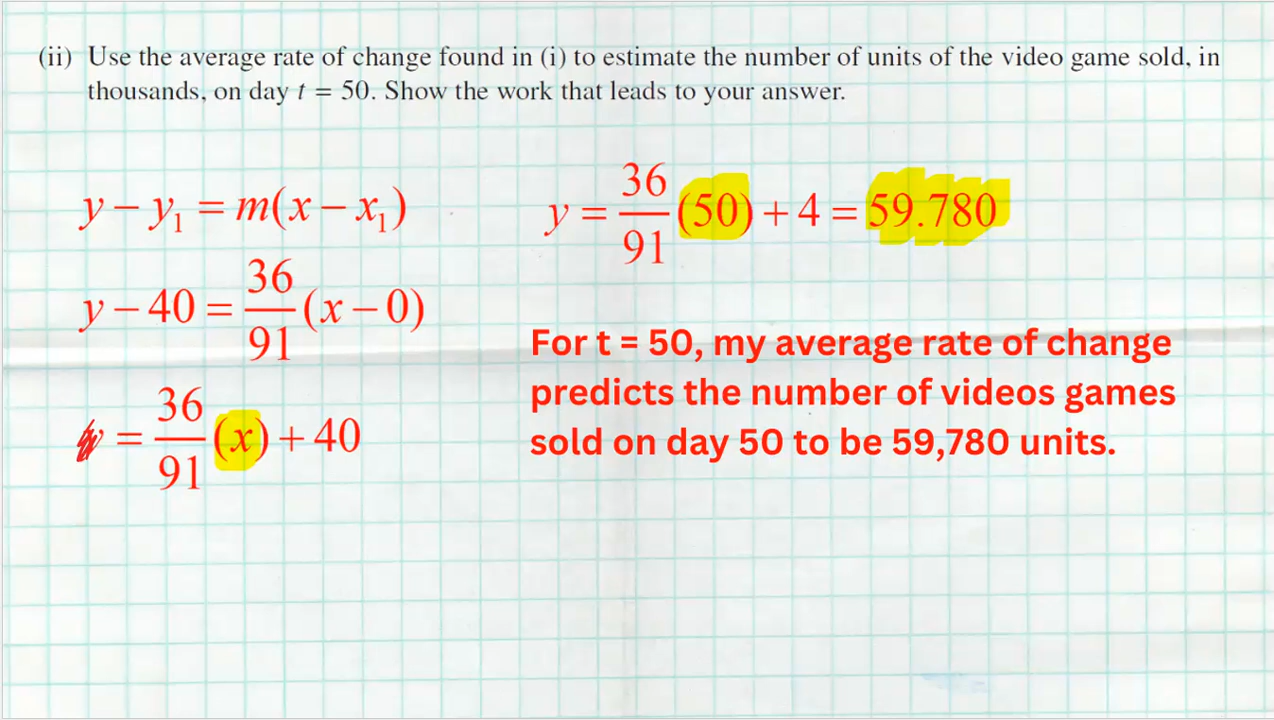 (ii) Use the average rate of change found in (i) to estimate the number of units of the video game sold, in
thousands, on day t = 50. Show the work that leads to your answer.
y − y₁ = m(x − x₁)
y − 40 = 36/91 (x − 0)
y = 36/91 (x) + 40
y = 36/91 (50) + 4 = 59.780
For t = 50, my average rate of change
predicts the number of videos games
sold on day 50 to be 59,780 units.